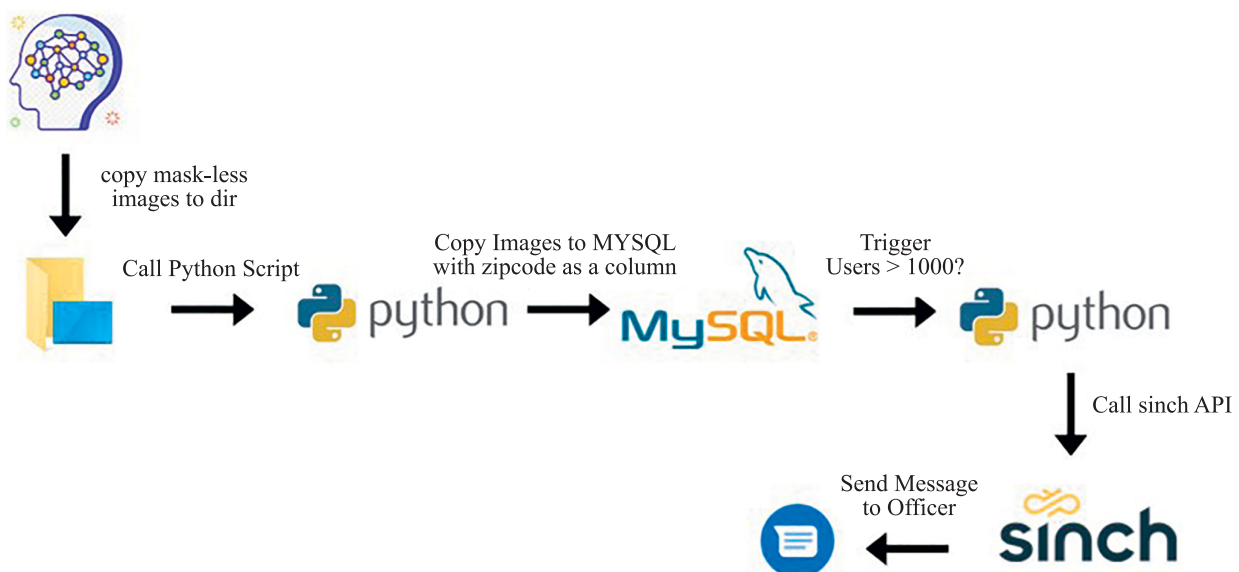 copy mask-less
images to dir
Call Python Script
python
Copy Images to MYSQL
with zipcode as a column
MySQL®
Trigger
Users > 1000?
python
Call sinch API
sinch
Send Message
to Officer